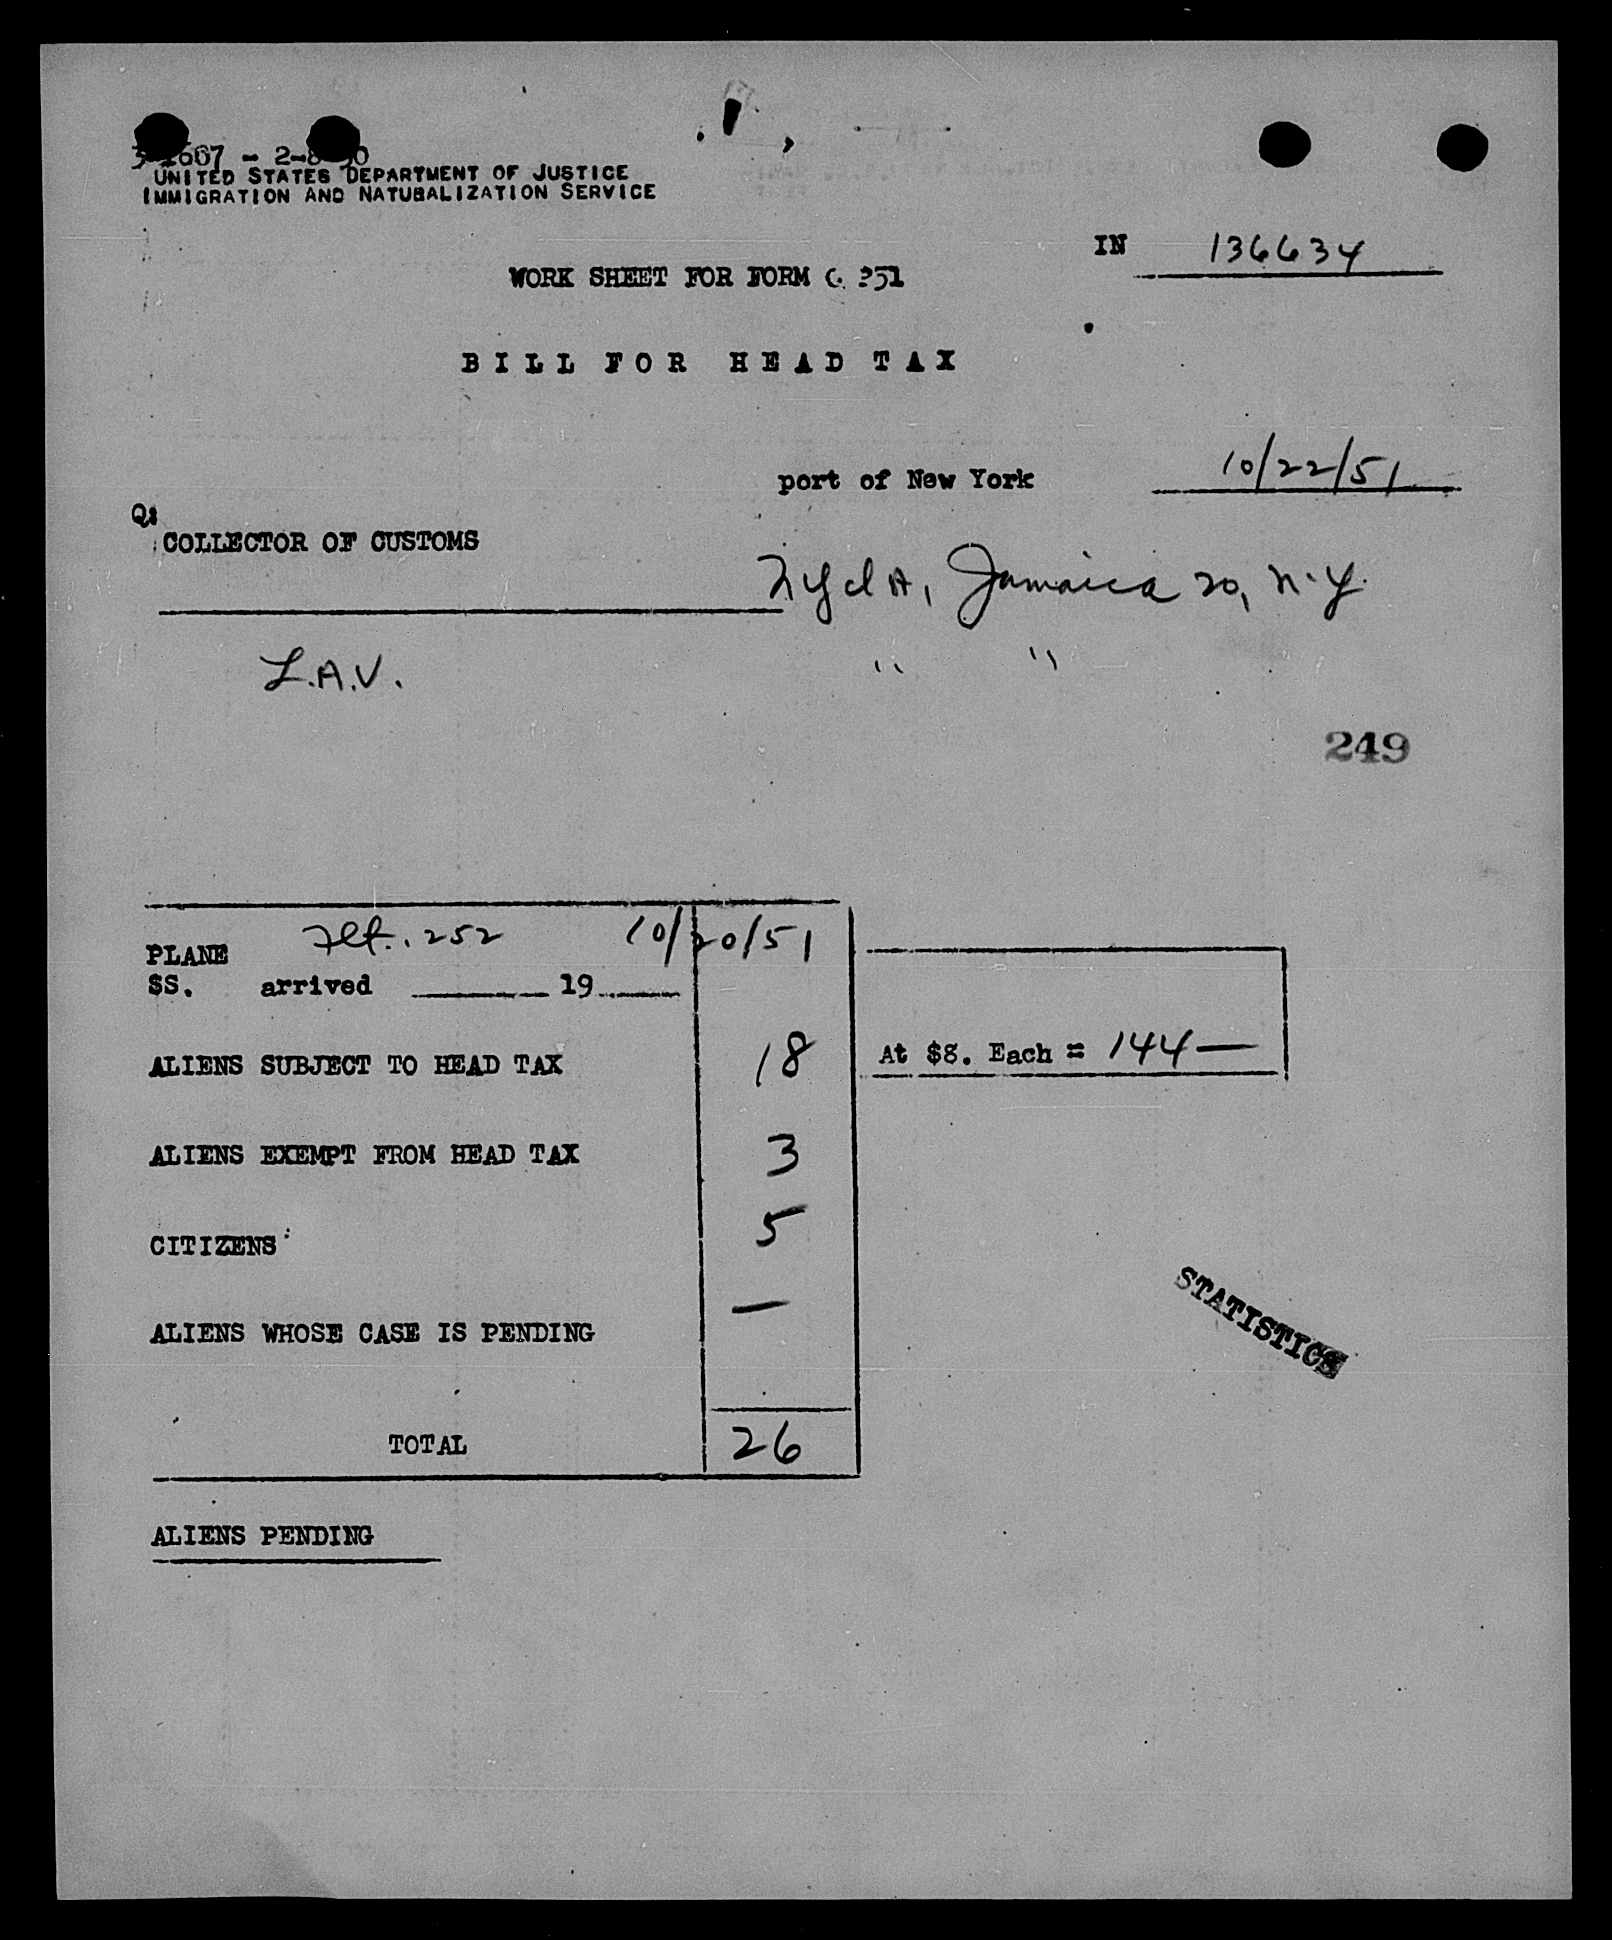 UNITED STATES DEPARTMENT OF JUSTICE
IMMIGRATION AND NATURALIZATION SERVICE
IN 136634
WORK SHEET FOR FORM G 351
BILL FOR HEAD TAX
port of New York 10/22/51
COLLECTOR OF CUSTOMS
Jamaica 20, N.Y.
L.A.V. " "
249
PLANE Flt. 252 10/20/51
SS. arrived 19
ALIENS SUBJECT TO HEAD TAX 18 At $8. Each = 144—
ALIENS EXEMPT FROM HEAD TAX 3
CITIZENS 5
ALIENS WHOSE CASE IS PENDING —
STATISTICS
TOTAL 26
ALIENS PENDING